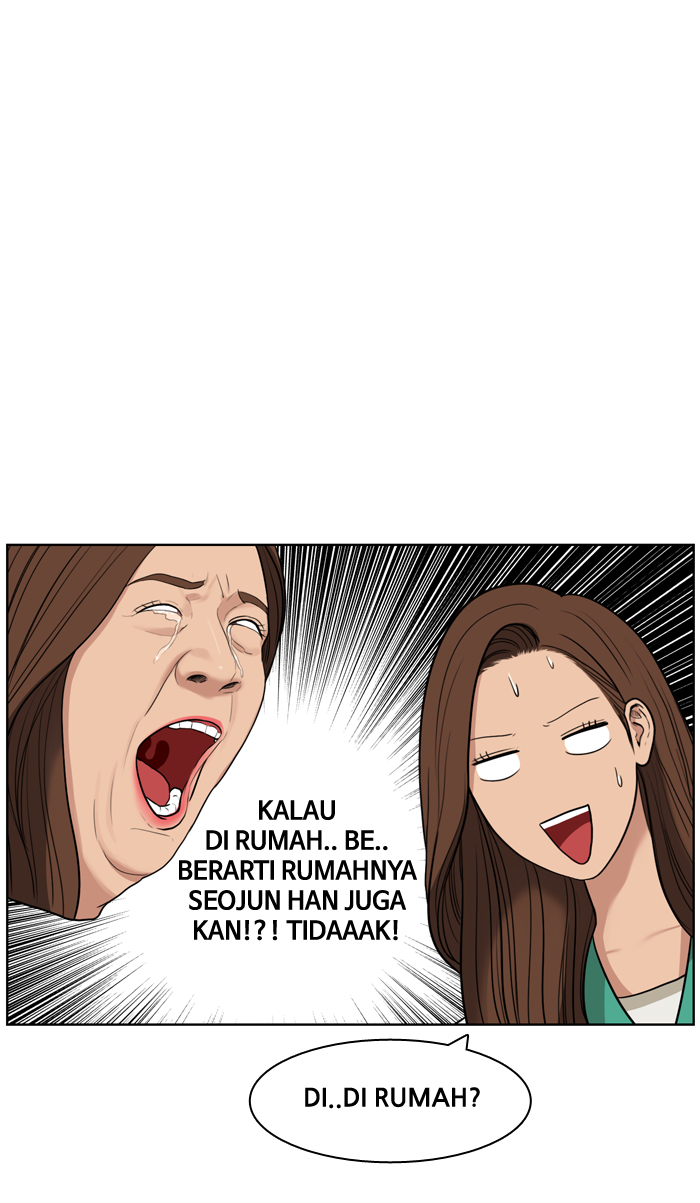 KALAU
DI RUMAH.. BE..
BERARTI RUMAHNYA
SEOJUN HAN JUGA
KAN!?! TIDAAAK!
DI..DI RUMAH?